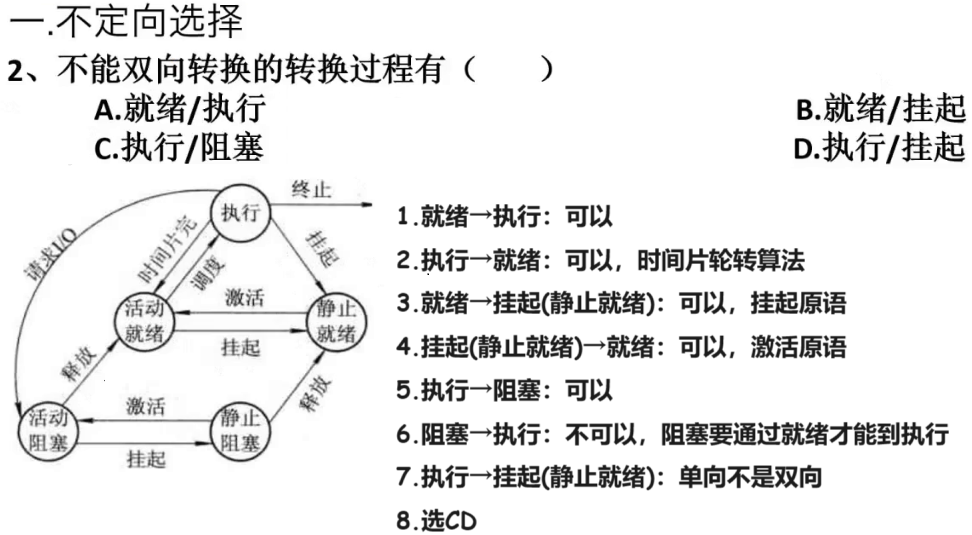 一.不定向选择
2、不能双向转换的转换过程有（　　）
A.就绪/执行 B.就绪/挂起
C.执行/阻塞 D.执行/挂起
终止
执行
请求I/O
时间片完
调度
挂起
激活
活动
就绪
静止
就绪
挂起
释放
释放
激活
活动
阻塞
静止
阻塞
挂起
1.就绪→执行：可以
2.执行→就绪：可以，时间片轮转算法
3.就绪→挂起(静止就绪)：可以，挂起原语
4.挂起(静止就绪)→就绪：可以，激活原语
5.执行→阻塞：可以
6.阻塞→执行：不可以，阻塞要通过就绪才能到执行
7.执行→挂起(静止就绪)：单向不是双向
8.选CD